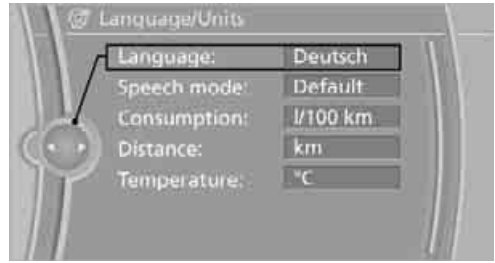 Language/Units
Language: Deutsch
Speech mode: Default
Consumption: l/100 km
Distance: km
Temperature: °C